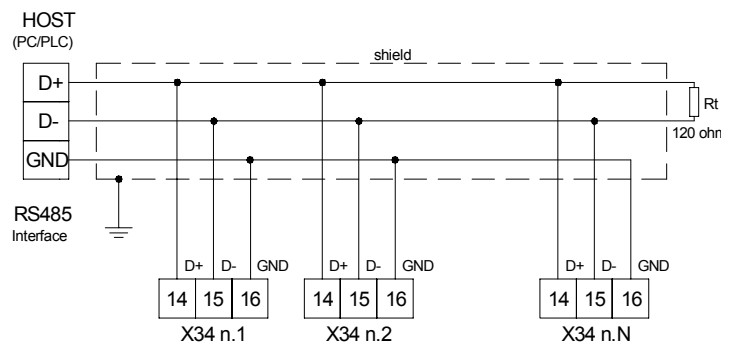 HOST
(PC/PLC)
shield
D+
D-
GND
Rt
120 ohm
RS485
Interface
D+ D- GND
14 15 16
X34 n.1
D+ D- GND
14 15 16
X34 n.2
D+ D- GND
14 15 16
X34 n.N